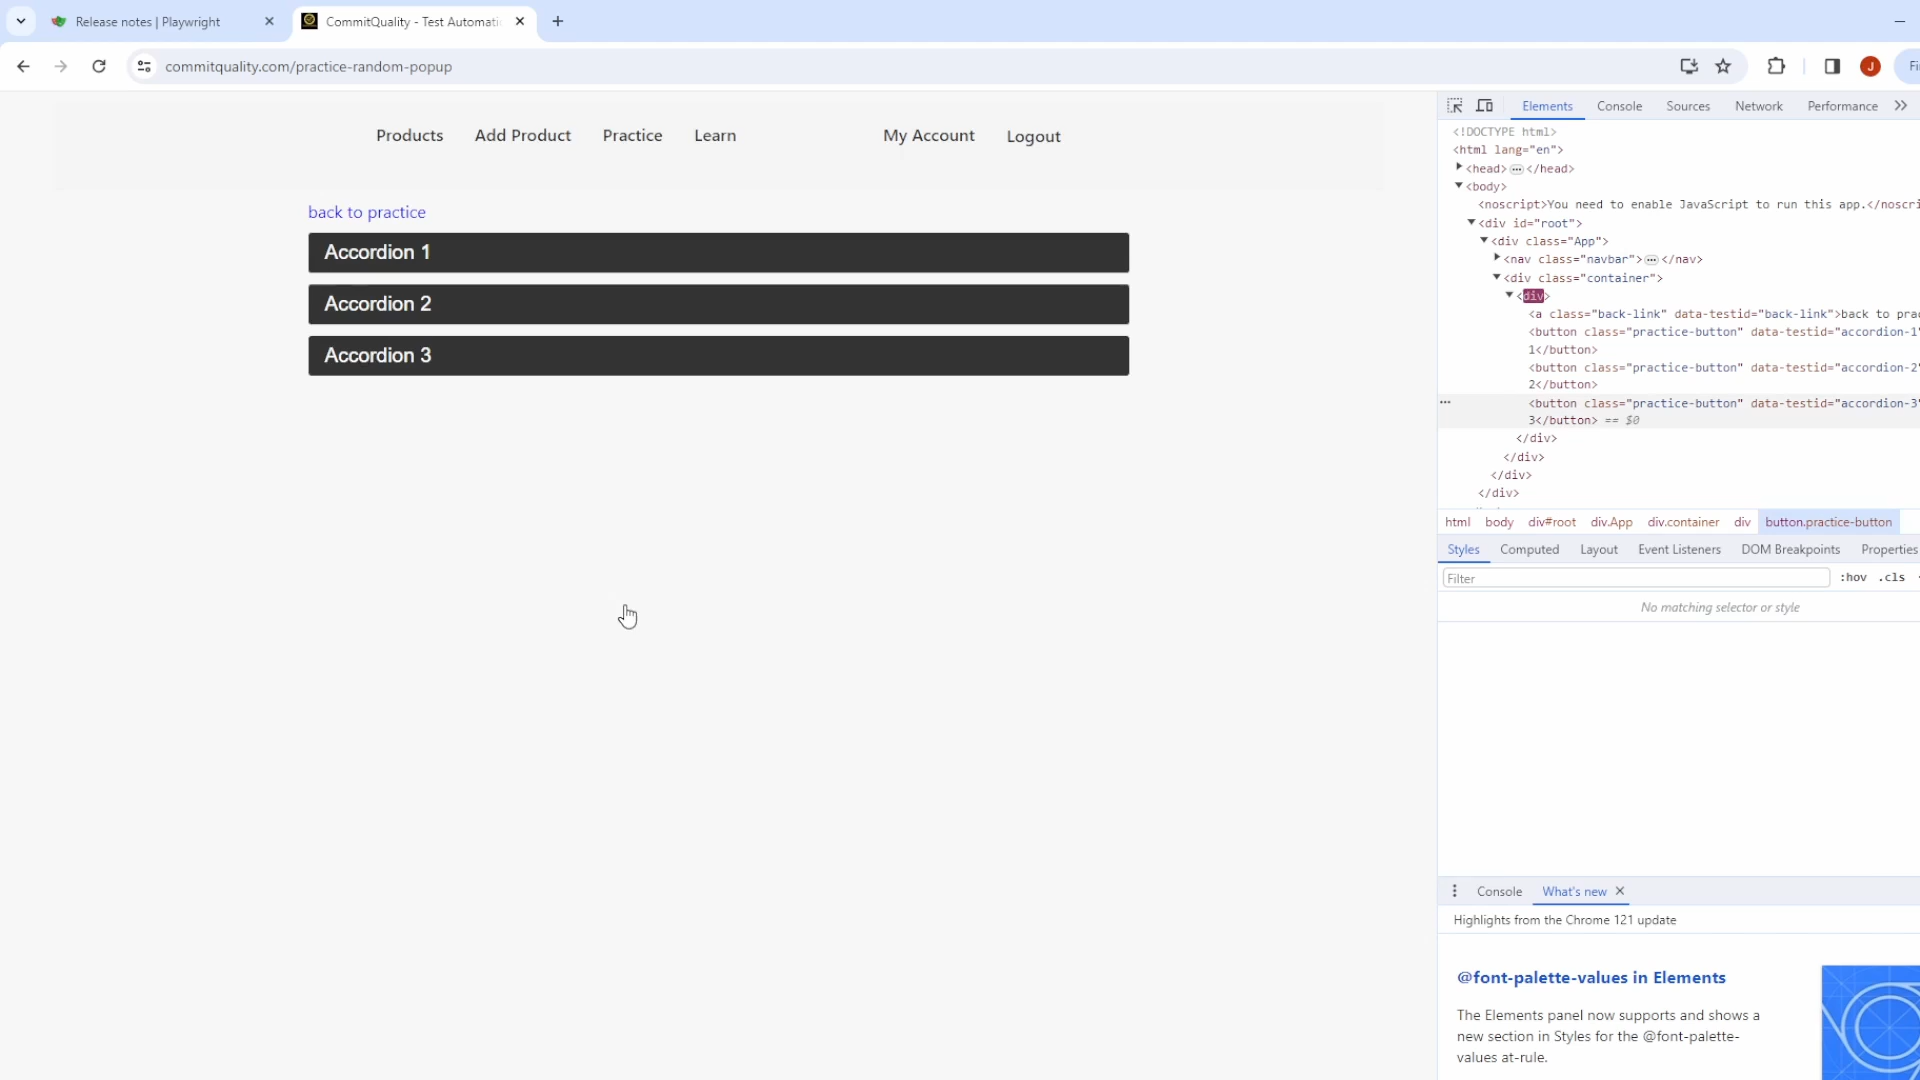 Release notes | Playwright
CommitQuality - Test Automati
commitquality.com/practice-random-popup
J
Products
Add Product
Practice
Learn
My Account
Logout
back to practice
Accordion 1
Accordion 2
Accordion 3
Elements
Console
Sources
Network
Performance
<!DOCTYPE html>
<html lang="en">
<head> </head>
<body>
<noscript>You need to enable JavaScript to run this app.</noscri
<div id="root">
<div class="App">
<nav class="navbar"> </nav>
<div class="container">
<div>
<a class="back-link" data-testid="back-link">back to prac
<button class="practice-button" data-testid="accordion-1"
1</button>
<button class="practice-button" data-testid="accordion-2"
2</button>
<button class="practice-button" data-testid="accordion-3"
3</button> == $0
</div>
</div>
</div>
</div>
html
body
div#root
div.App
div.container
div
button.practice-button
Styles
Computed
Layout
Event Listeners
DOM Breakpoints
Properties
Filter
:hov
.cls
No matching selector or style
Console
What's new
Highlights from the Chrome 121 update
@font-palette-values in Elements
The Elements panel now supports and shows a
new section in Styles for the @font-palette-
values at-rule.